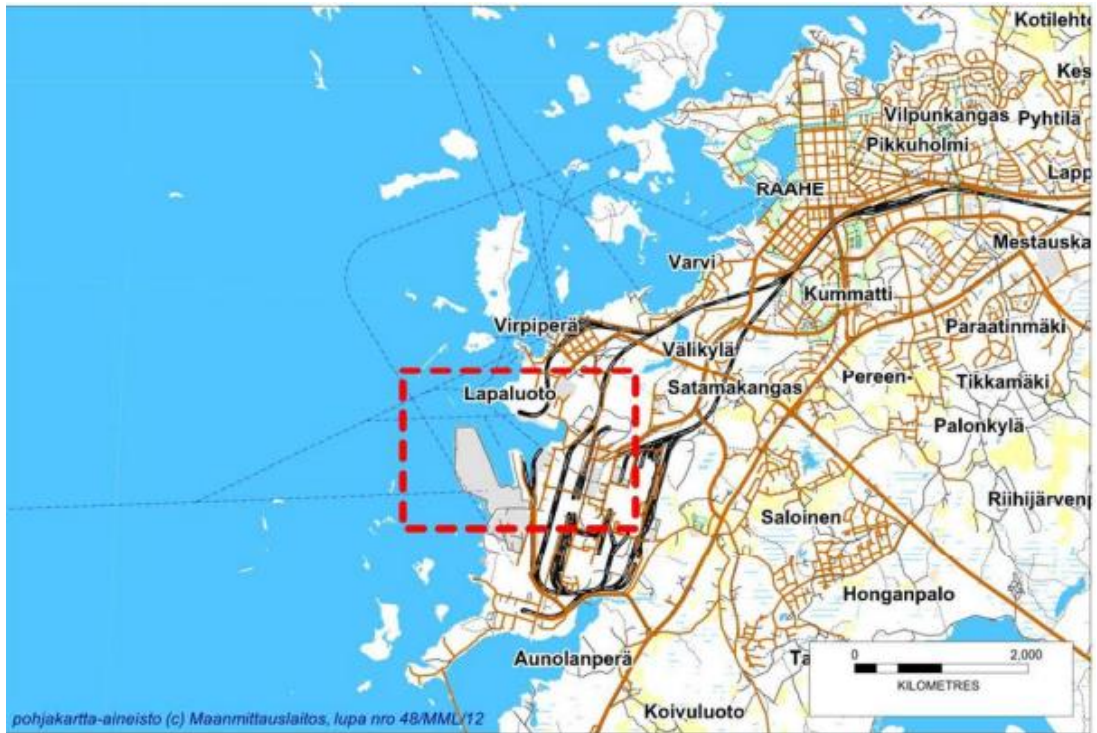 Kotilehto
Kes
Vilpunkangas Pyhtilä
Pikkuholmi
Lapp
RAAHE
Mestauska
Varvi
Kummatti
Virpiperä
Paraatinmäki
Välikylä
Pereen-
Tikkamäki
Lapaluoto
Satamakangas
Palonkylä
Riihijärvenp
Saloinen
Honganpalo
Aunolanperä
Ta
0 2,000
KILOMETRES
Koivuluoto
pohjakartta-aineisto (c) Maanmittauslaitos, lupa nro 48/MML/12